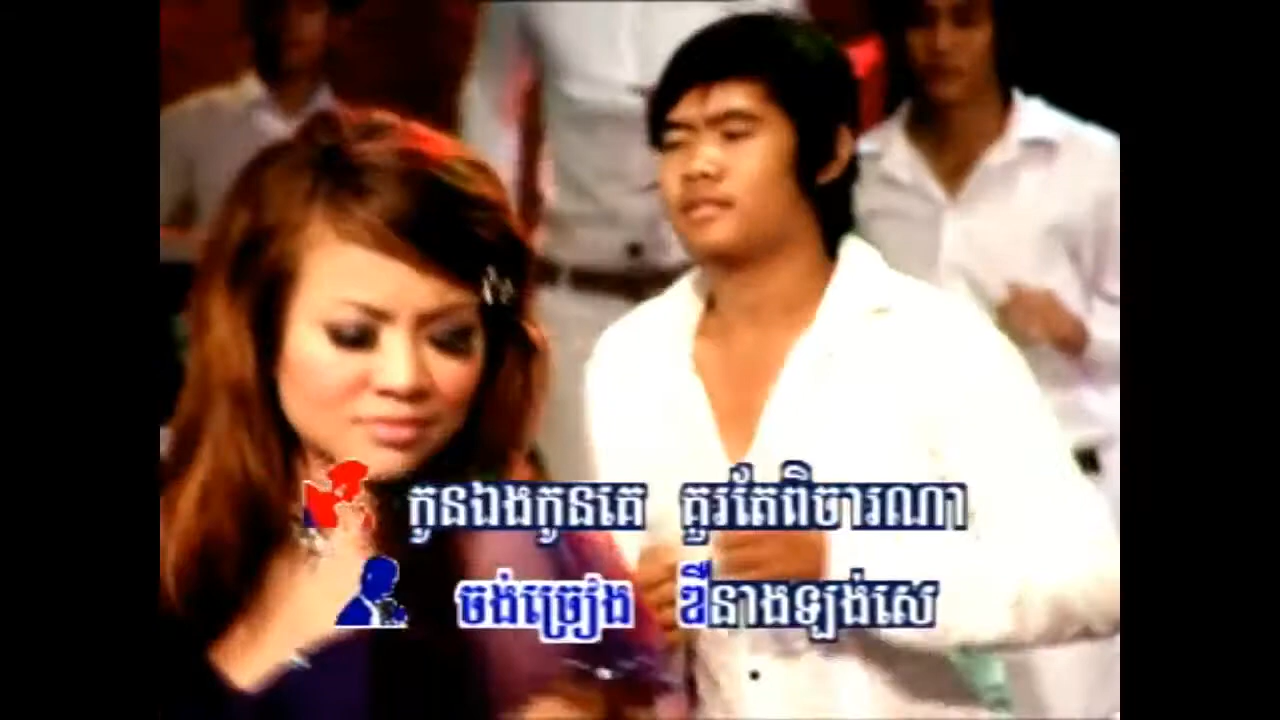 កូនឯងកូនគេ គួរតែពិចារណា
ចង់ច្រៀង ឌឺនាងឡង់សេ